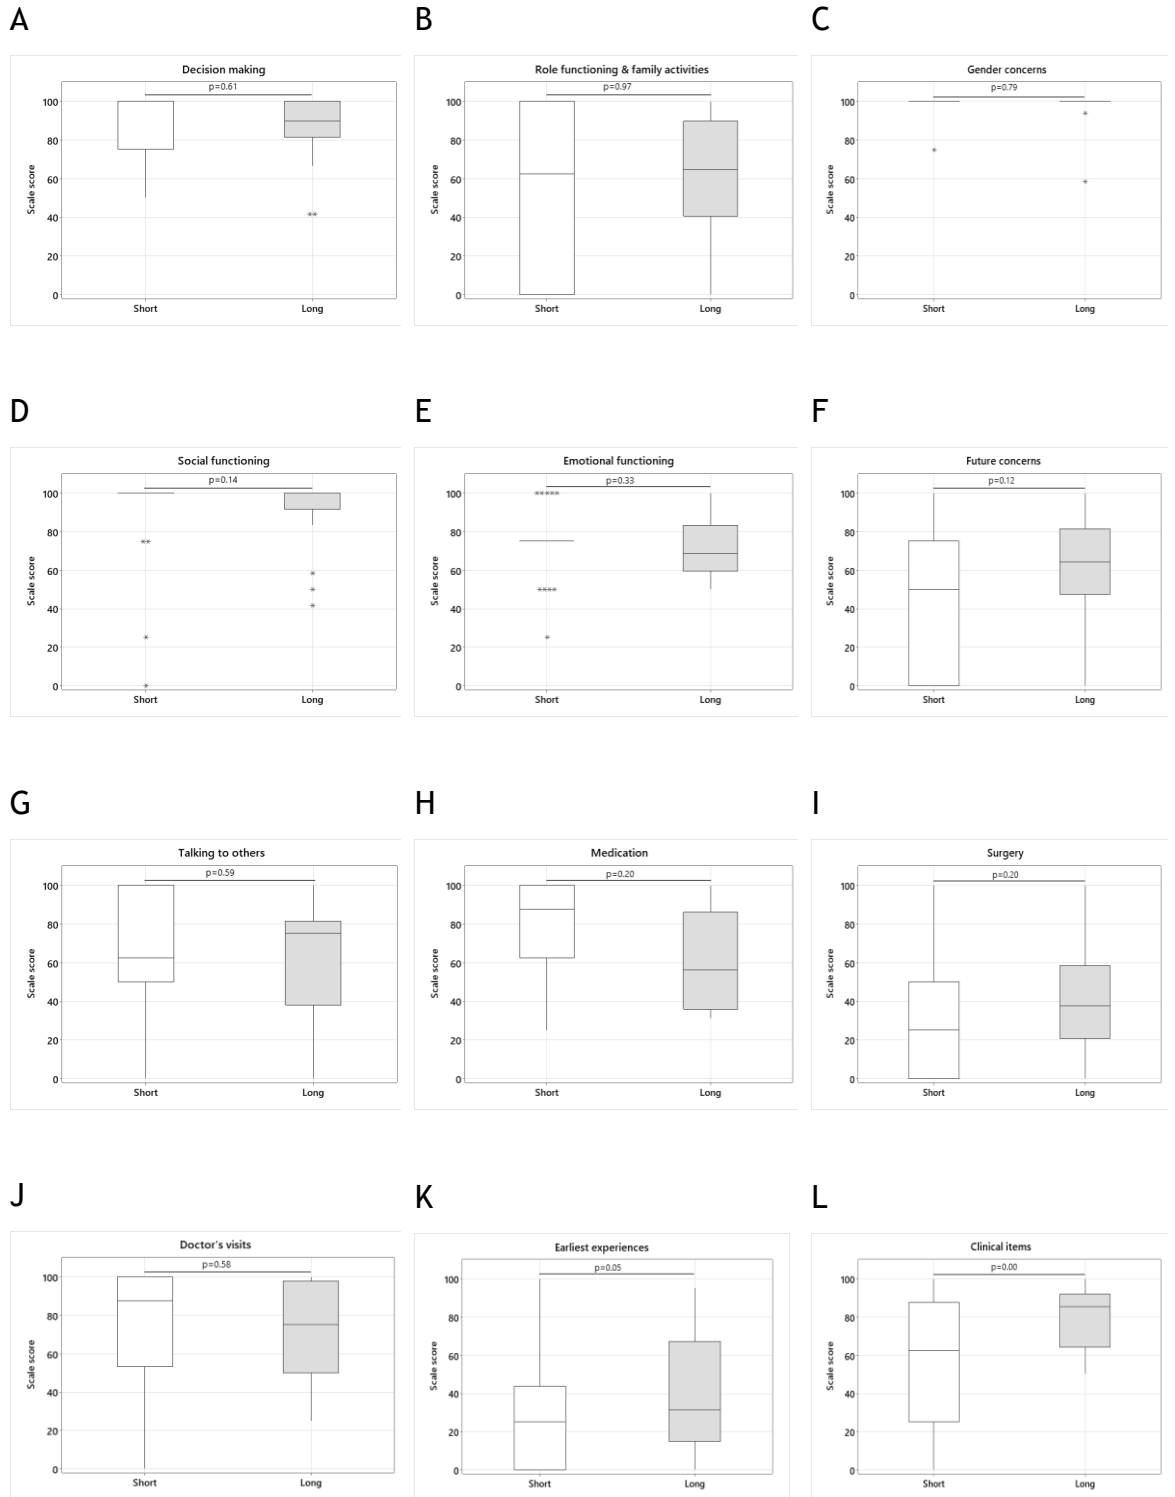 A
B
C
Decision making
p=0.61
100
80
60
40
20
0
Scale score
**
Short
Long
Role functioning & family activities
p=0.97
100
80
60
40
20
0
Scale score
Short
Long
Gender concerns
p=0.79
100
80
60
40
20
0
Scale score
*
*
*
Short
Long
D
E
F
Social functioning
p=0.14
100
80
60
40
20
0
Scale score
**
*
*
*
*
*
Short
Long
Emotional functioning
p=0.33
100
80
60
40
20
0
Scale score
*****
****
*
Short
Long
Future concerns
p=0.12
100
80
60
40
20
0
Scale score
Short
Long
G
H
I
Talking to others
p=0.59
100
80
60
40
20
0
Scale score
Short
Long
Medication
p=0.20
100
80
60
40
20
0
Scale score
Short
Long
Surgery
p=0.20
100
80
60
40
20
0
Scale score
Short
Long
J
K
L
Doctor's visits
p=0.58
100
80
60
40
20
0
Scale score
Short
Long
Earliest experiences
p=0.05
100
80
60
40
20
0
Scale score
Short
Long
Clinical items
p=0.00
100
80
60
40
20
0
Scale score
Short
Long